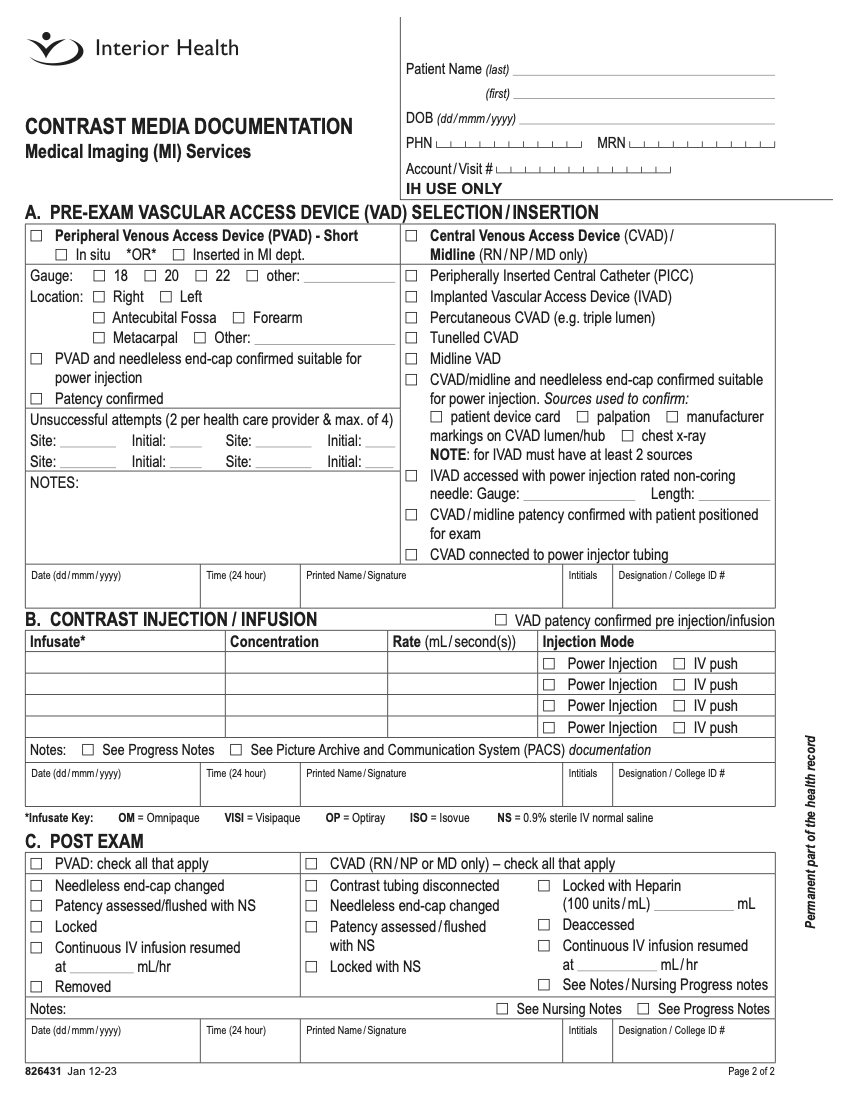 Interior Health
Patient Name (last)
(first)
DOB (dd/mmm/yyyy)
PHN MRN
Account/Visit #
IH USE ONLY
CONTRAST MEDIA DOCUMENTATION
Medical Imaging (MI) Services
A. PRE-EXAM VASCULAR ACCESS DEVICE (VAD) SELECTION/INSERTION
☐ Peripheral Venous Access Device (PVAD) - Short
☐ In situ *OR* ☐ Inserted in MI dept.
Gauge: ☐ 18 ☐ 20 ☐ 22 ☐ other:
Location: ☐ Right ☐ Left
☐ Antecubital Fossa ☐ Forearm
☐ Metacarpal ☐ Other:
☐ PVAD and needleless end-cap confirmed suitable for
power injection
☐ Patency confirmed
Unsuccessful attempts (2 per health care provider & max. of 4)
Site: Initial: Site: Initial:
Site: Initial: Site: Initial:
NOTES:
☐ Central Venous Access Device (CVAD)/
Midline (RN/NP/MD only)
☐ Peripherally Inserted Central Catheter (PICC)
☐ Implanted Vascular Access Device (IVAD)
☐ Percutaneous CVAD (e.g. triple lumen)
☐ Tunelled CVAD
☐ Midline VAD
☐ CVAD/midline and needleless end-cap confirmed suitable
for power injection. Sources used to confirm:
☐ patient device card ☐ palpation ☐ manufacturer
markings on CVAD lumen/hub ☐ chest x-ray
NOTE: for IVAD must have at least 2 sources
☐ IVAD accessed with power injection rated non-coring
needle: Gauge: Length:
☐ CVAD/midline patency confirmed with patient positioned
for exam
☐ CVAD connected to power injector tubing
Date (dd/mmm/yyyy) Time (24 hour) Printed Name/Signature Intitials Designation / College ID #
B. CONTRAST INJECTION / INFUSION ☐ VAD patency confirmed pre injection/infusion
Infusate* Concentration Rate (mL/second(s)) Injection Mode
☐ Power Injection ☐ IV push
☐ Power Injection ☐ IV push
☐ Power Injection ☐ IV push
☐ Power Injection ☐ IV push
Notes: ☐ See Progress Notes ☐ See Picture Archive and Communication System (PACS) documentation
Date (dd/mmm/yyyy) Time (24 hour) Printed Name/Signature Intitials Designation / College ID #
*Infusate Key: OM = Omnipaque VISI = Visipaque OP = Optiray ISO = Isovue NS = 0.9% sterile IV normal saline
C. POST EXAM
☐ PVAD: check all that apply
☐ Needleless end-cap changed
☐ Patency assessed/flushed with NS
☐ Locked
☐ Continuous IV infusion resumed
at mL/hr
☐ Removed
☐ CVAD (RN/NP or MD only) – check all that apply
☐ Contrast tubing disconnected
☐ Needleless end-cap changed
☐ Patency assessed/flushed
with NS
☐ Locked with NS
☐ Locked with Heparin
(100 units/mL) mL
☐ Deaccessed
☐ Continuous IV infusion resumed
at mL/hr
☐ See Notes/Nursing Progress notes
Notes: ☐ See Nursing Notes ☐ See Progress Notes
Date (dd/mmm/yyyy) Time (24 hour) Printed Name/Signature Intitials Designation / College ID #
826431 Jan 12-23 Page 2 of 2
Permanent part of the health record